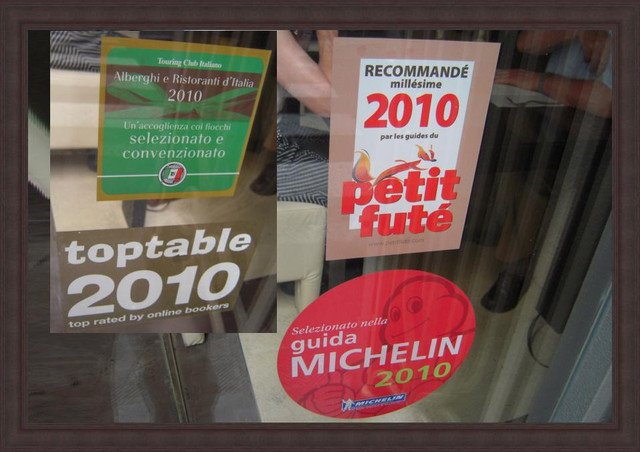 Touring Club Italiano
Alberghi e Ristoranti d'Italia
2010
Un'accoglienza coi fiocchi
selezionato e
convenzionato
toptable
2010
top rated by online bookers
RECOMMANDÉ
millésime
2010
par les guides du
petit
futé
www.petitfute.com
Selezionato nella
guida
MICHELIN
2010
MICHELIN